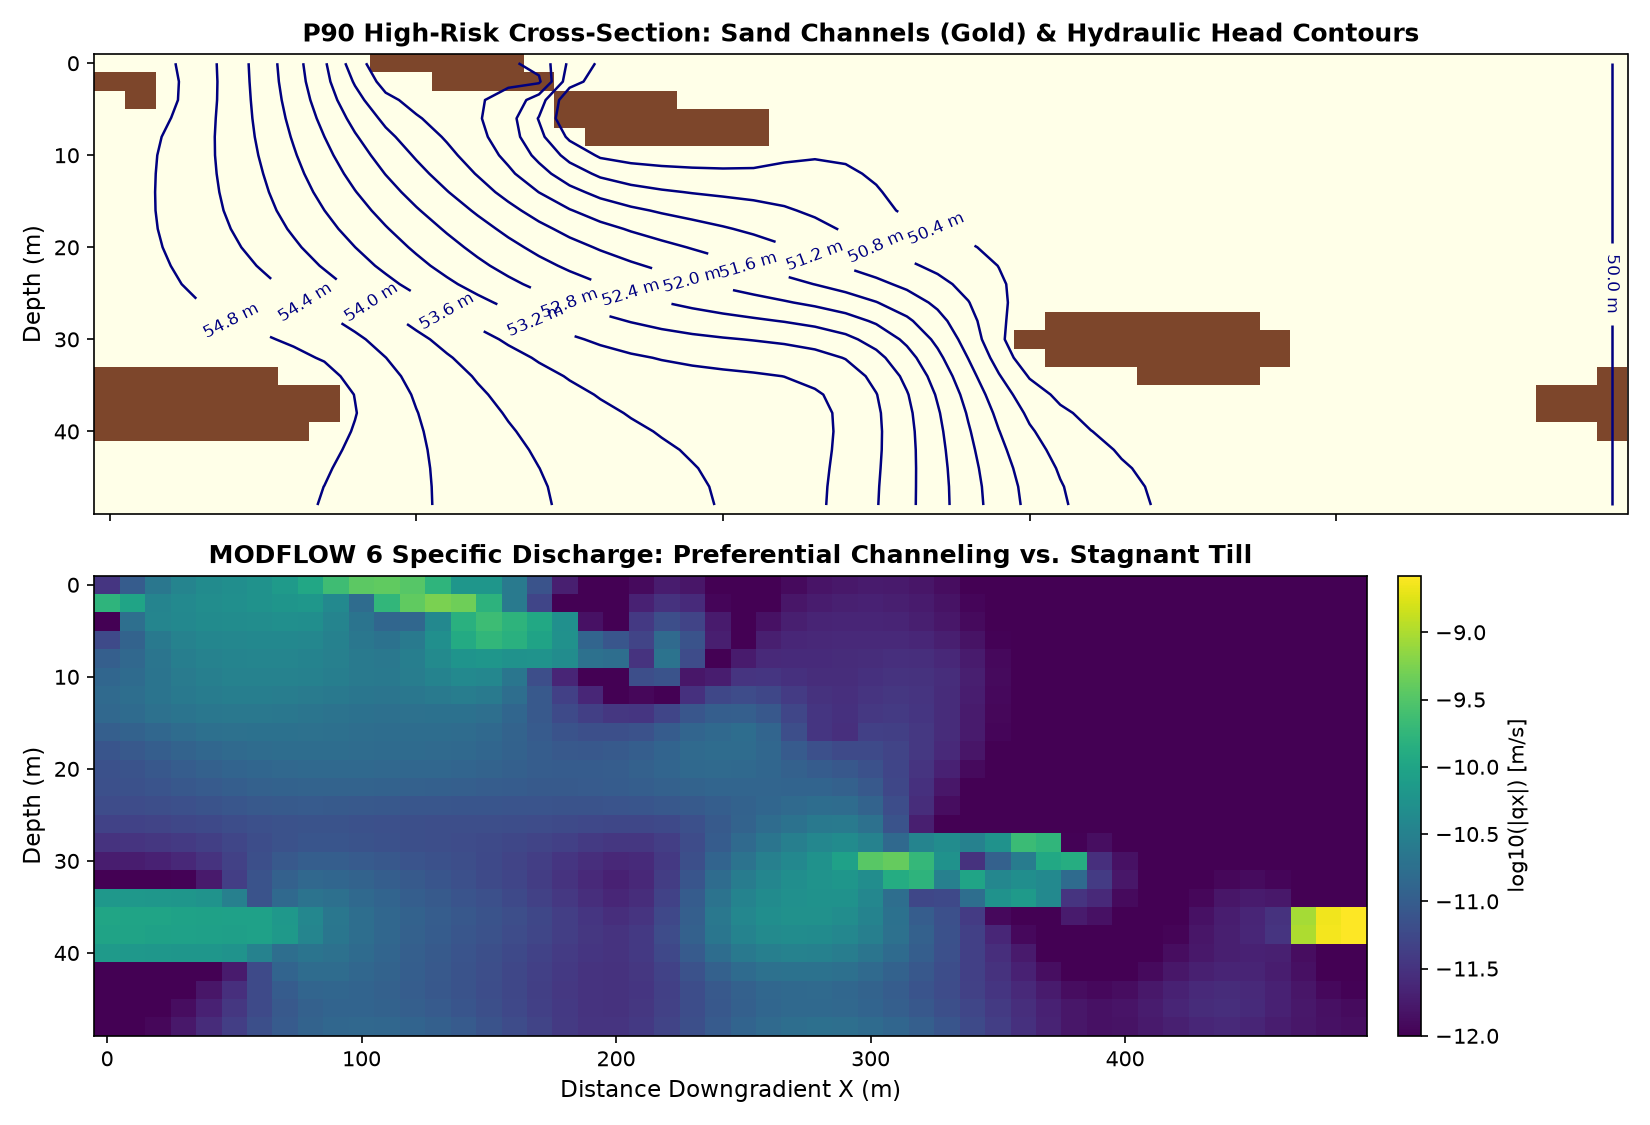 P90 High-Risk Cross-Section: Sand Channels (Gold) & Hydraulic Head Contours
0
10
20
30
40
Depth (m)
54.8 m
54.4 m
54.0 m
53.6 m
53.2 m
52.8 m
52.4 m
52.0 m
51.6 m
51.2 m
50.8 m
50.4 m
50.0 m
MODFLOW 6 Specific Discharge: Preferential Channeling vs. Stagnant Till
0
10
20
30
40
Depth (m)
0
100
200
300
400
Distance Downgradient X (m)
−9.0
−9.5
−10.0
−10.5
−11.0
−11.5
−12.0
log10(|qx|) [m/s]